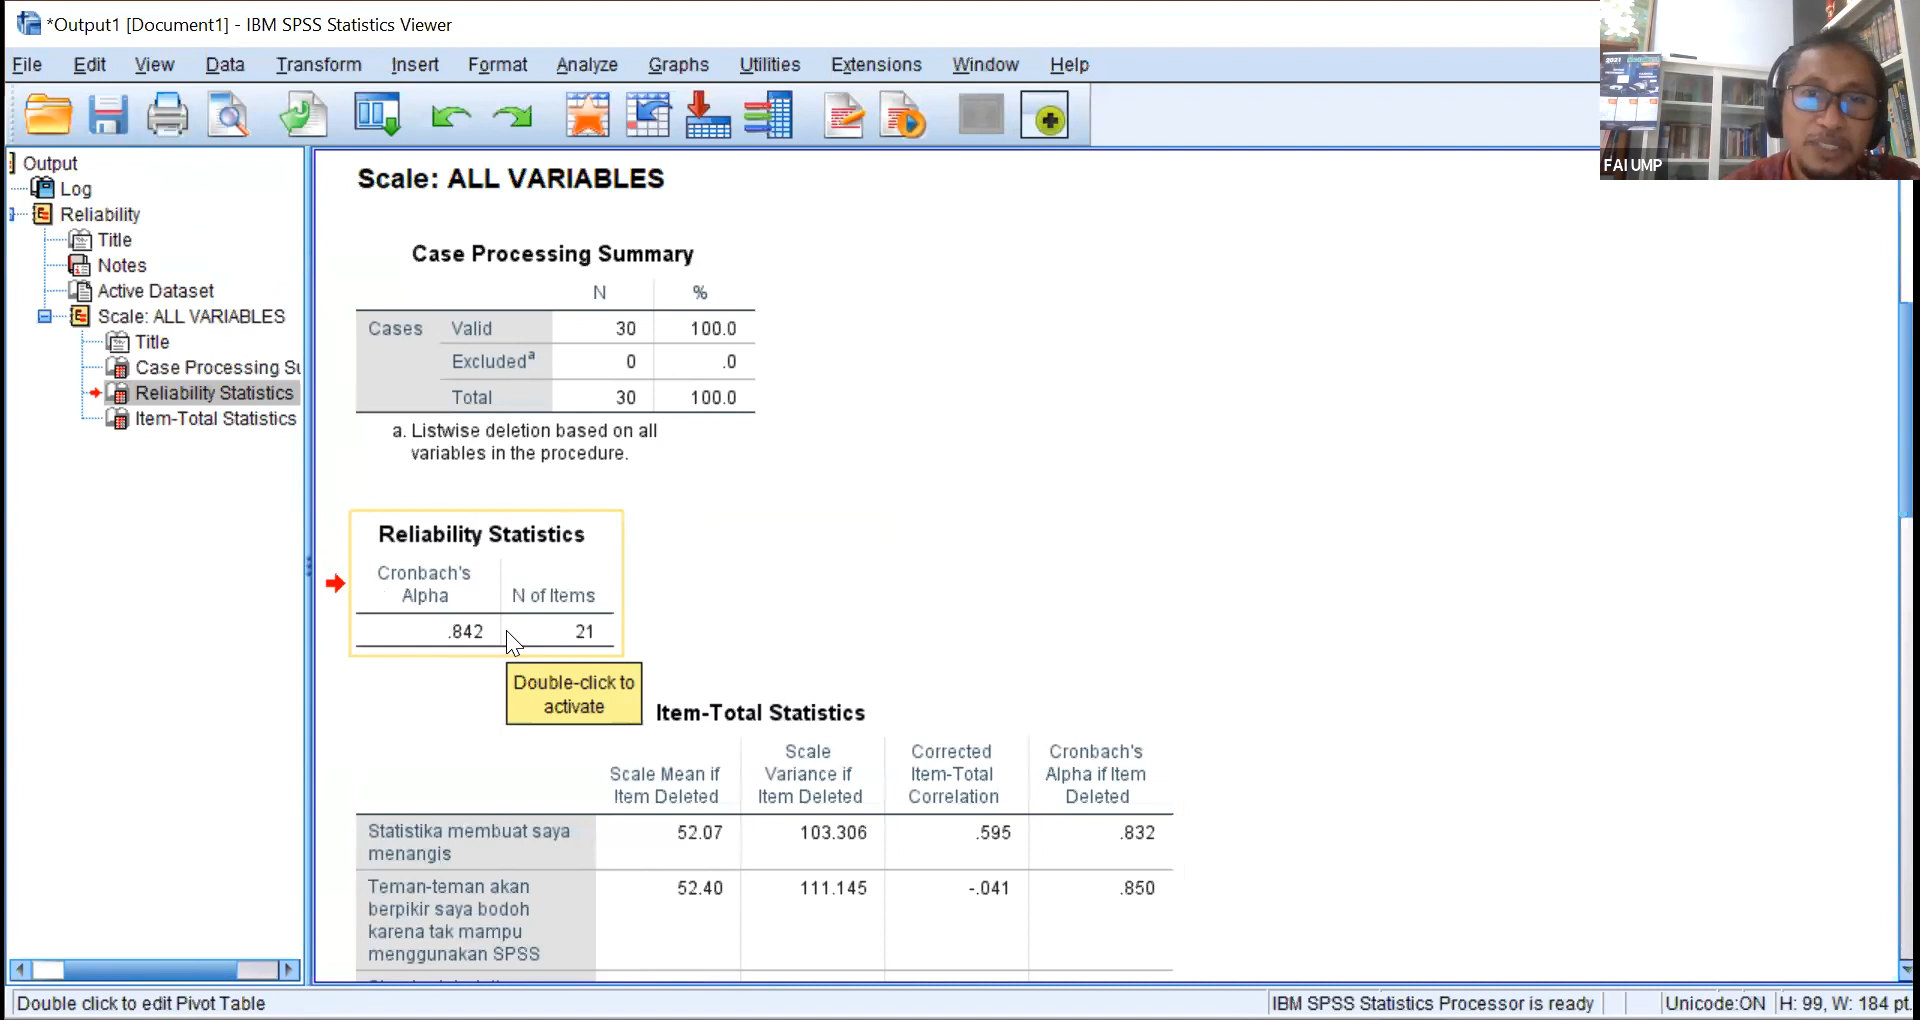 *Output1 [Document1] - IBM SPSS Statistics Viewer
File Edit View Data Transform Insert Format Analyze Graphs Utilities Extensions Window Help
2021
FAI UMP
Output
Log
Reliability
Title
Notes
Active Dataset
Scale: ALL VARIABLES
Title
Case Processing Su
Reliability Statistics
Item-Total Statistics
Scale: ALL VARIABLES
Case Processing Summary
N %
Cases Valid 30 100.0
Excludeda 0 .0
Total 30 100.0
a. Listwise deletion based on all
variables in the procedure.
Reliability Statistics
Cronbach's
Alpha N of Items
.842 21
Double-click to
activate
Item-Total Statistics
Scale Mean if
Item Deleted
Scale
Variance if
Item Deleted
Corrected
Item-Total
Correlation
Cronbach's
Alpha if Item
Deleted
Statistika membuat saya
menangis
52.07 103.306 .595 .832
Teman-teman akan
berpikir saya bodoh
karena tak mampu
menggunakan SPSS
52.40 111.145 -.041 .850
Double click to edit Pivot Table
IBM SPSS Statistics Processor is ready
Unicode:ON
H: 99, W: 184 pt.